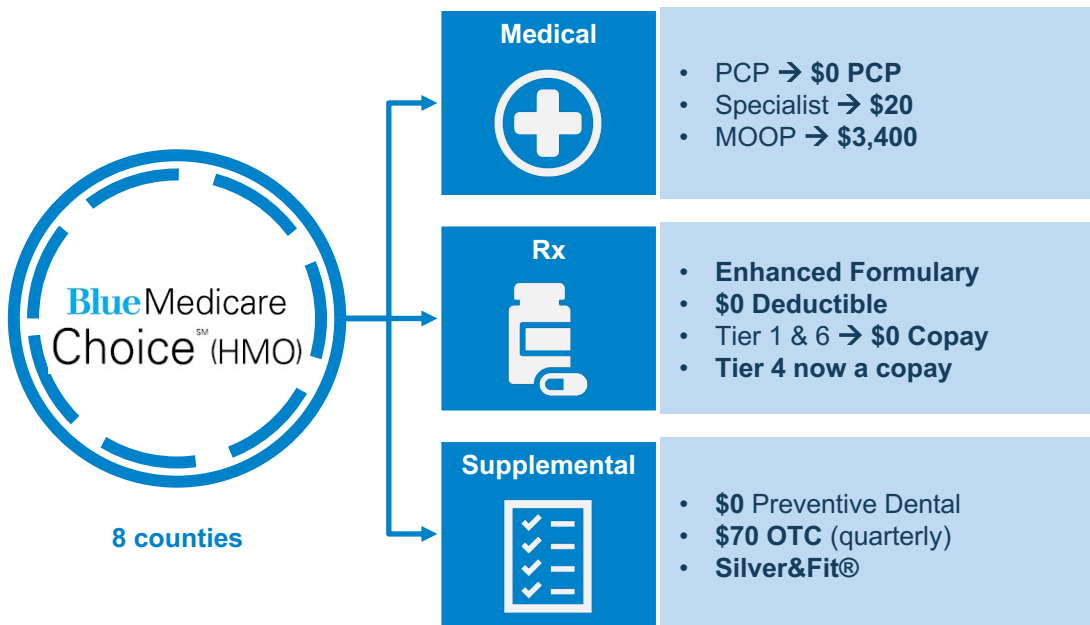 Blue Medicare
Choice℠ (HMO)
8 counties
Medical
• PCP → $0 PCP
• Specialist → $20
• MOOP → $3,400
Rx
• Enhanced Formulary
• $0 Deductible
• Tier 1 & 6 → $0 Copay
• Tier 4 now a copay
Supplemental
• $0 Preventive Dental
• $70 OTC (quarterly)
• Silver&Fit®